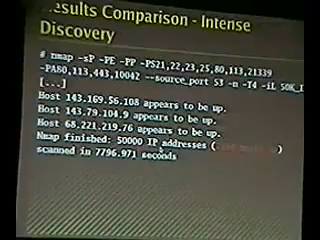 Results Comparison - Intense
Discovery
# nmap -sP -PE -PP -PS21,22,23,25,80,113,21339
-PA80,113,443,10042 --source_port 53 -n -T4 -iL 50K_I
[...]
Host 143.169.56.108 appears to be up.
Host 143.79.104.9 appears to be up.
Host 68.221.219.76 appears to be up.
Nmap finished: 50000 IP addresses (
scanned in 7796.971 seconds